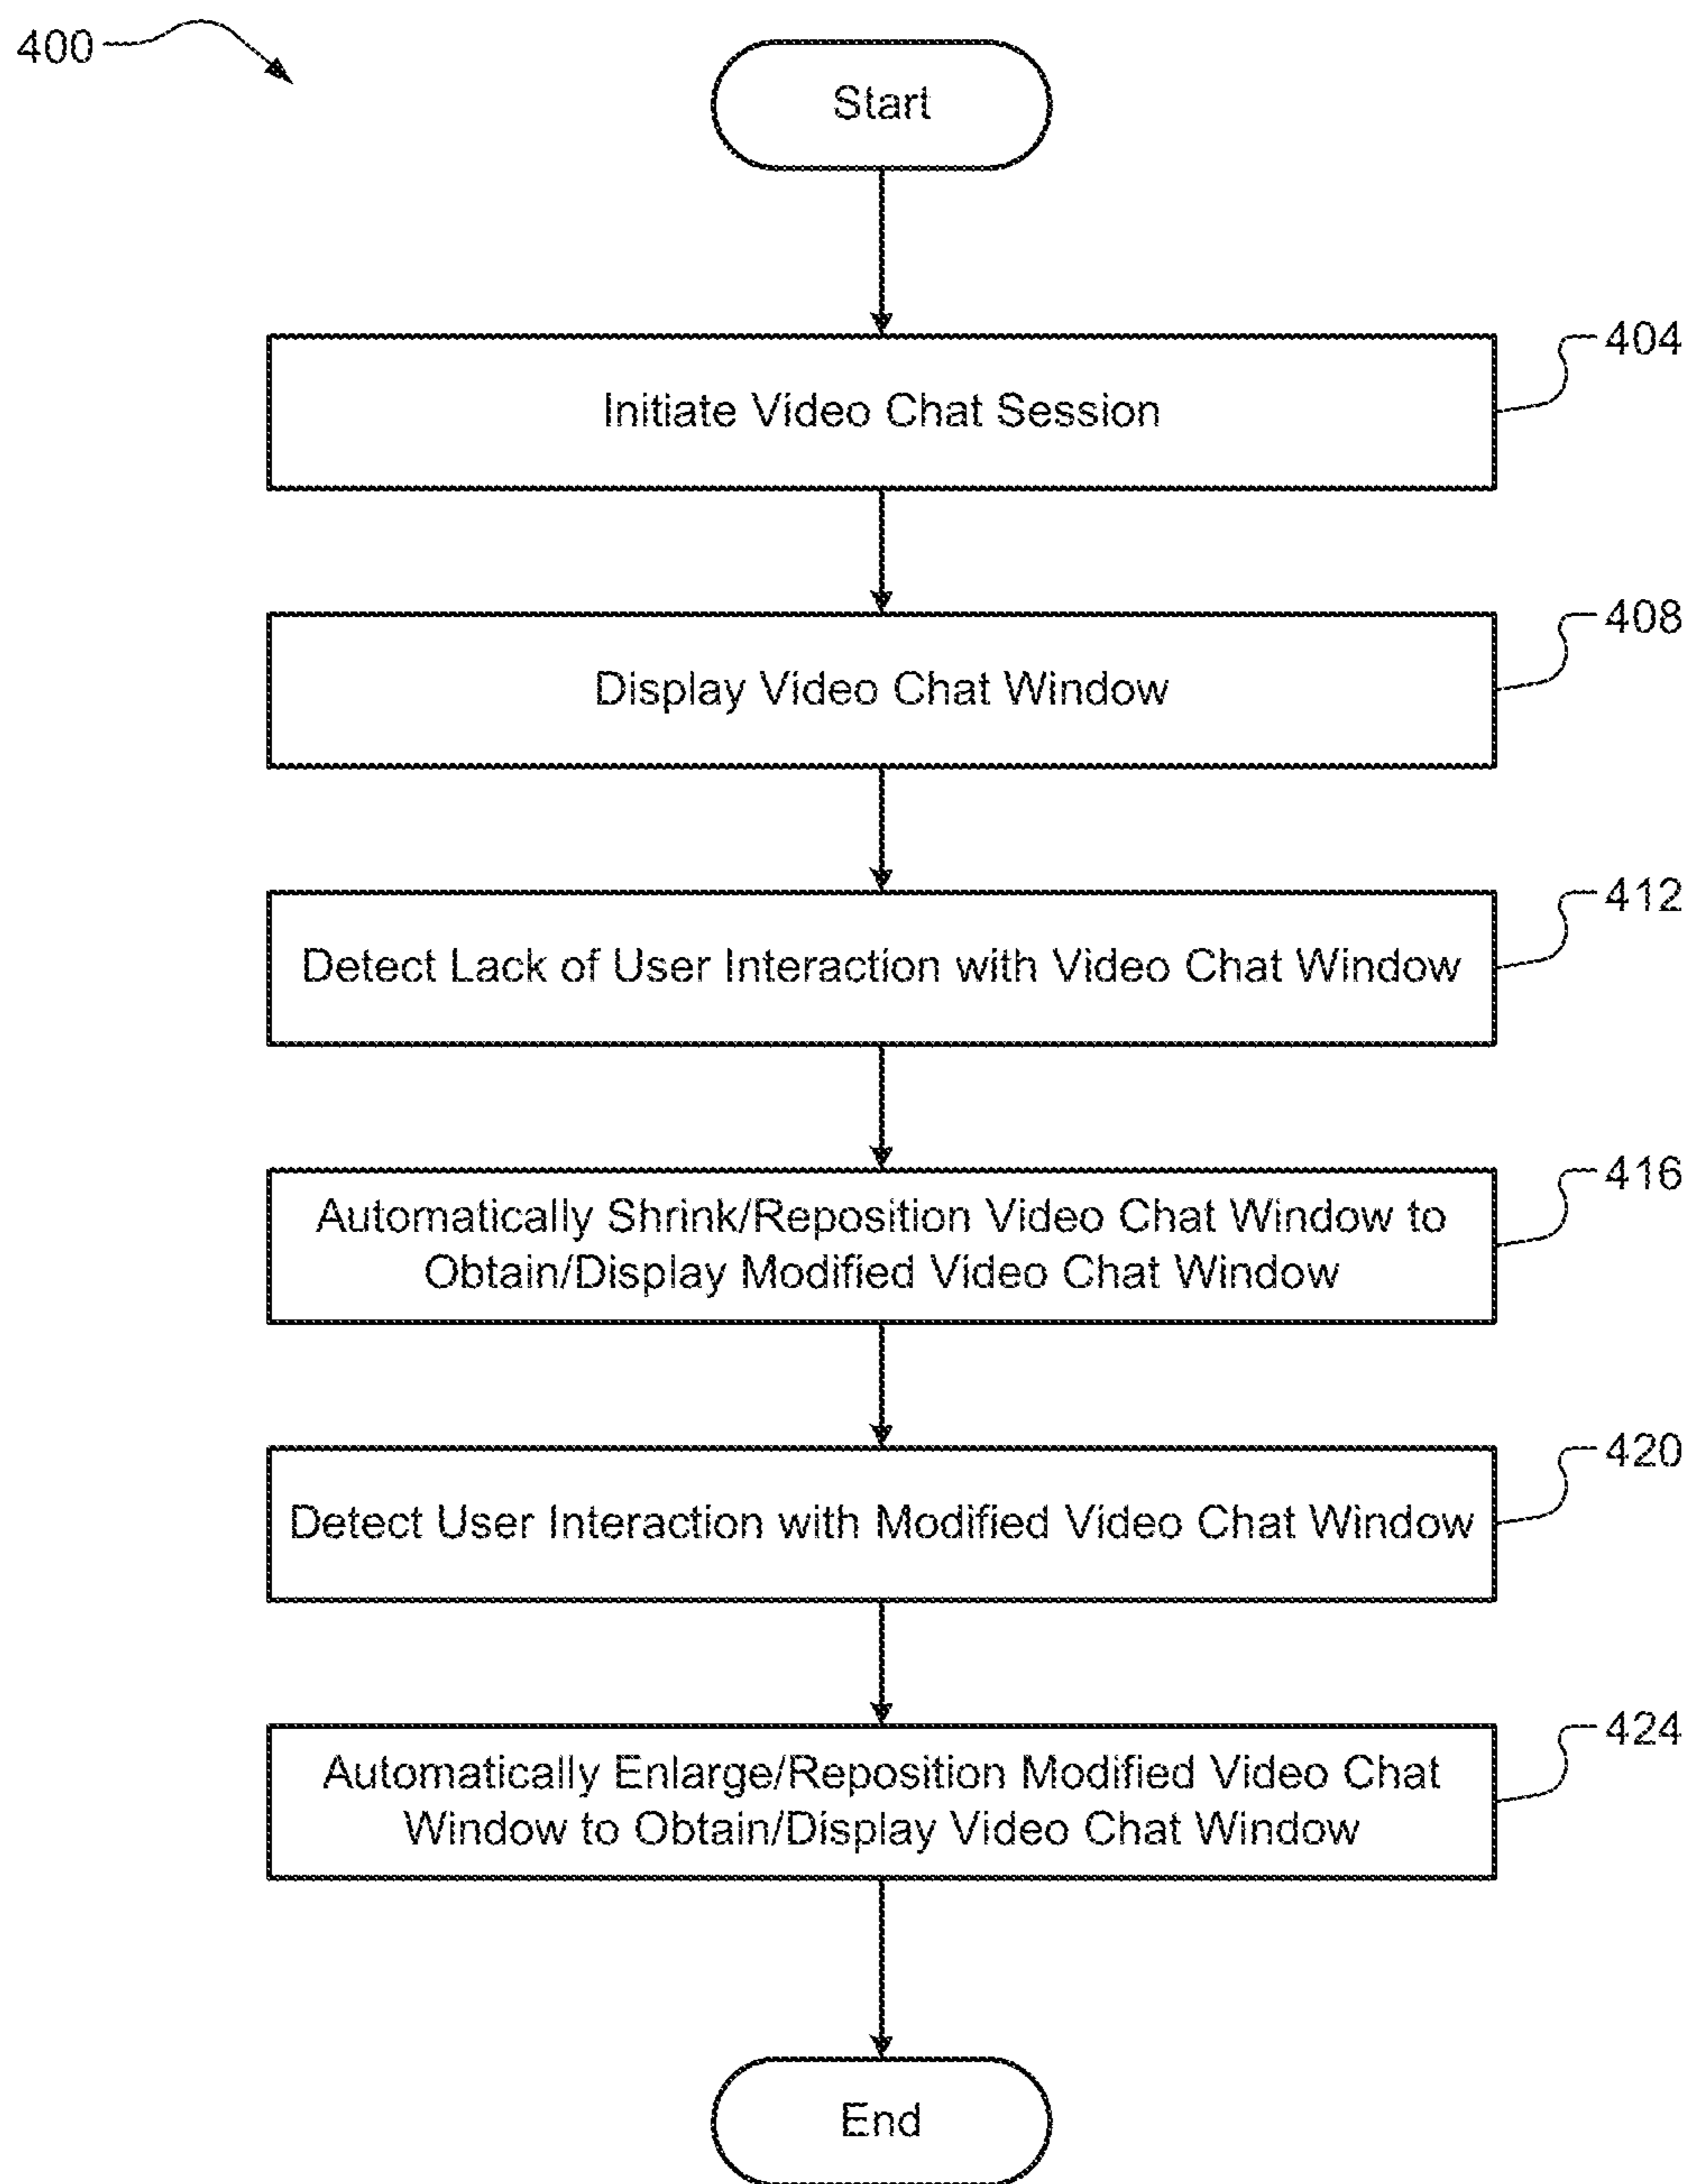 400
Start
Initiate Video Chat Session
404
Display Video Chat Window
408
Detect Lack of User Interaction with Video Chat Window
412
Automatically Shrink/Reposition Video Chat Window to
Obtain/Display Modified Video Chat Window
416
Detect User Interaction with Modified Video Chat Window
420
Automatically Enlarge/Reposition Modified Video Chat
Window to Obtain/Display Video Chat Window
424
End